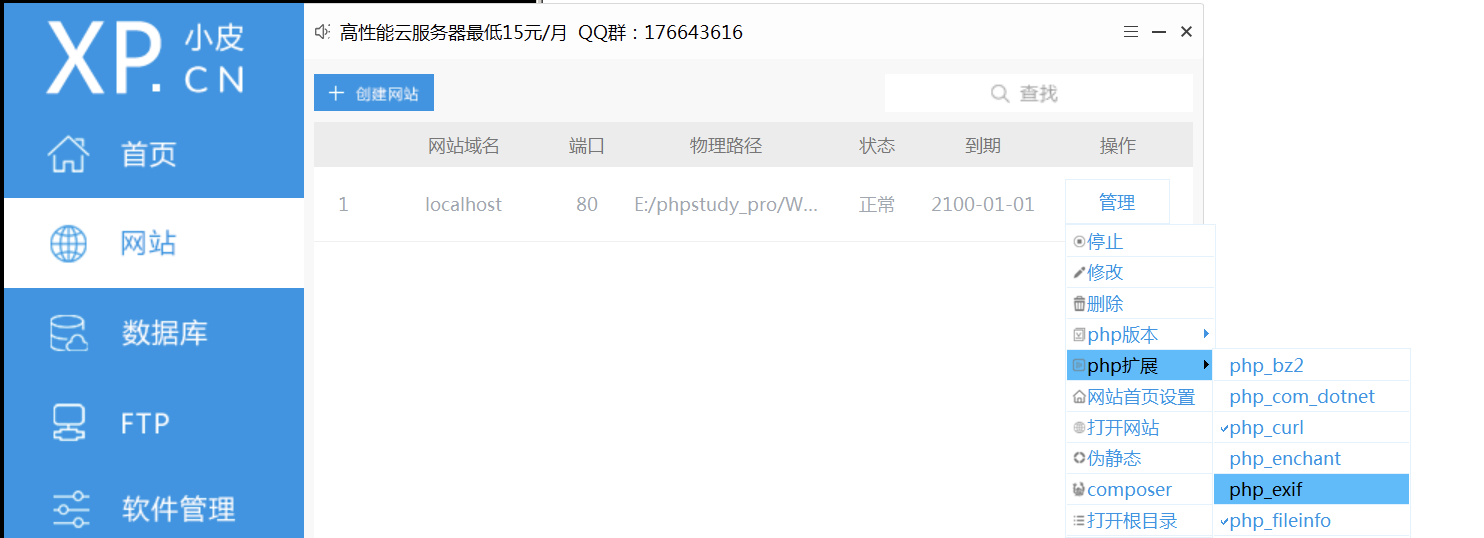 XP.小皮CN
高性能云服务器最低15元/月 QQ群：176643616
首页
网站
数据库
FTP
软件管理
创建网站
查找
网站域名 端口 物理路径 状态 到期 操作
1 localhost 80 E:/phpstudy_pro/W... 正常 2100-01-01 管理
停止
修改
删除
php版本
php扩展
网站首页设置
打开网站
伪静态
composer
打开根目录
php_bz2
php_com_dotnet
php_curl
php_enchant
php_exif
php_fileinfo